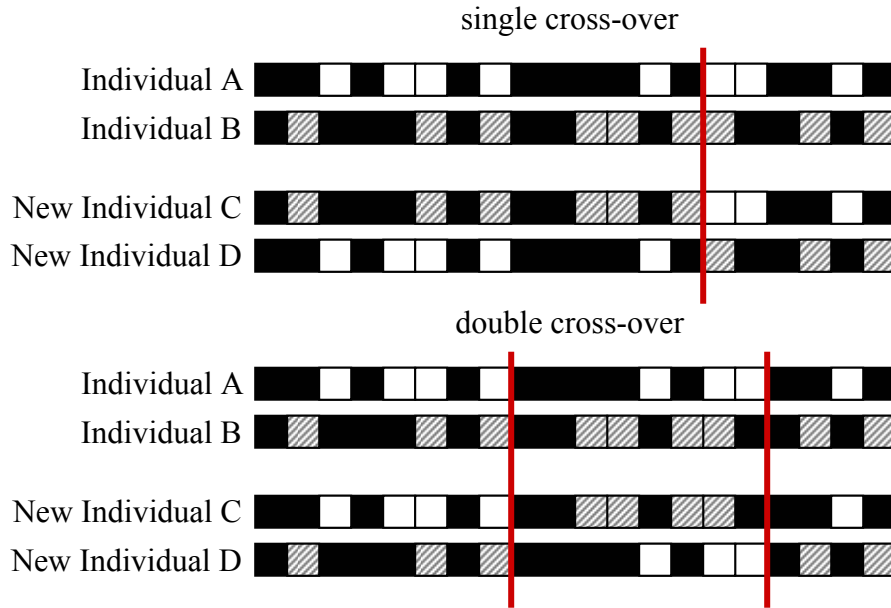 single cross-over
Individual A
Individual B
New Individual C
New Individual D
double cross-over
Individual A
Individual B
New Individual C
New Individual D